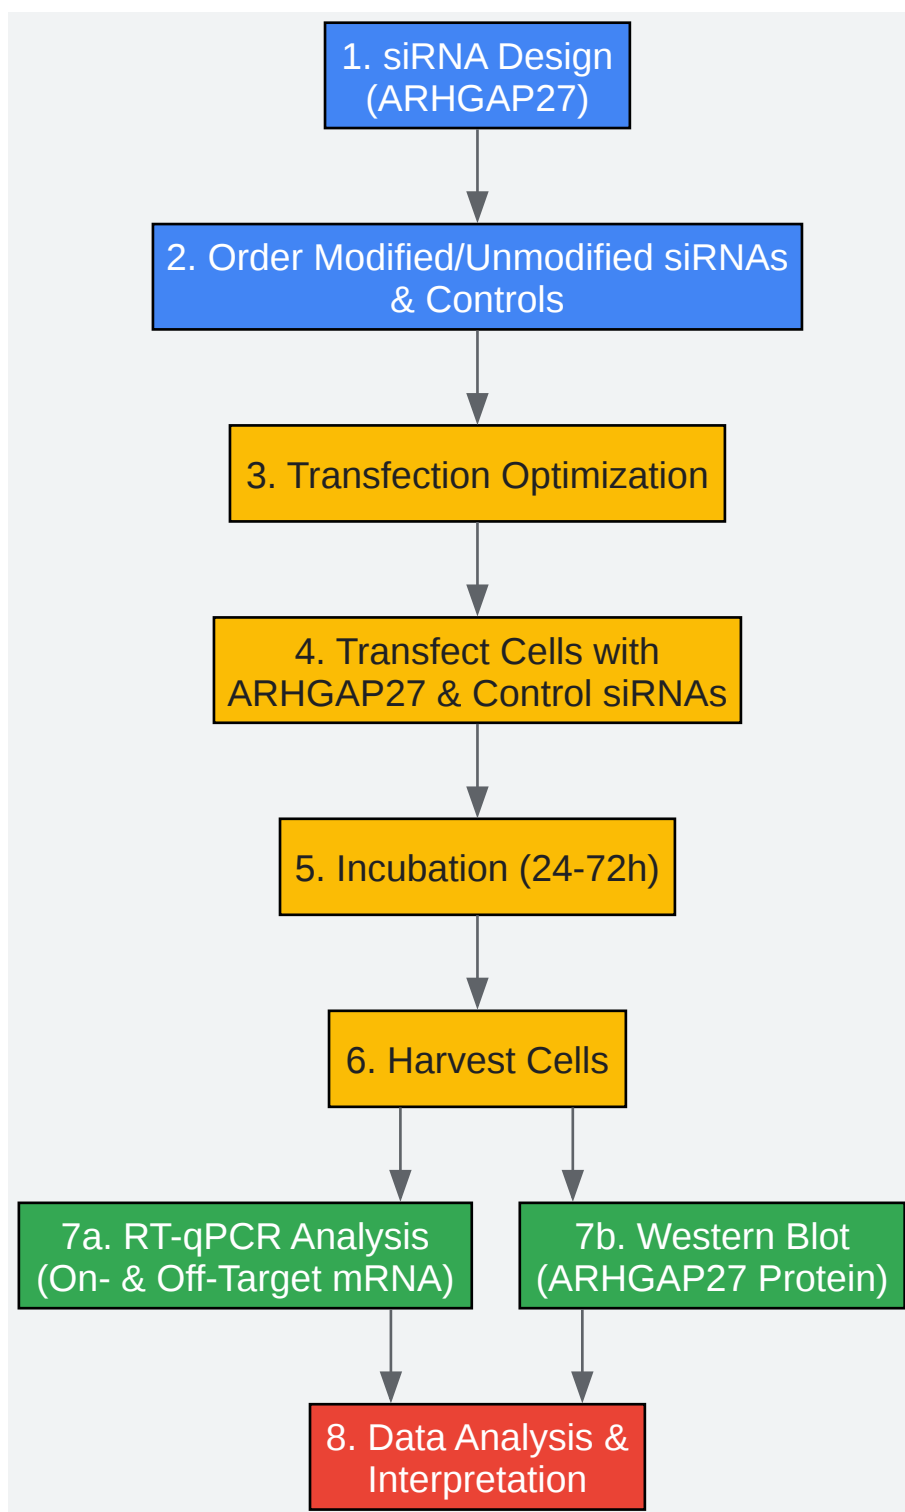 1. siRNA Design
(ARHGAP27)
2. Order Modified/Unmodified siRNAs
& Controls
3. Transfection Optimization
4. Transfect Cells with
ARHGAP27 & Control siRNAs
5. Incubation (24-72h)
6. Harvest Cells
7a. RT-qPCR Analysis
(On- & Off-Target mRNA)
7b. Western Blot
(ARHGAP27 Protein)
8. Data Analysis &
Interpretation